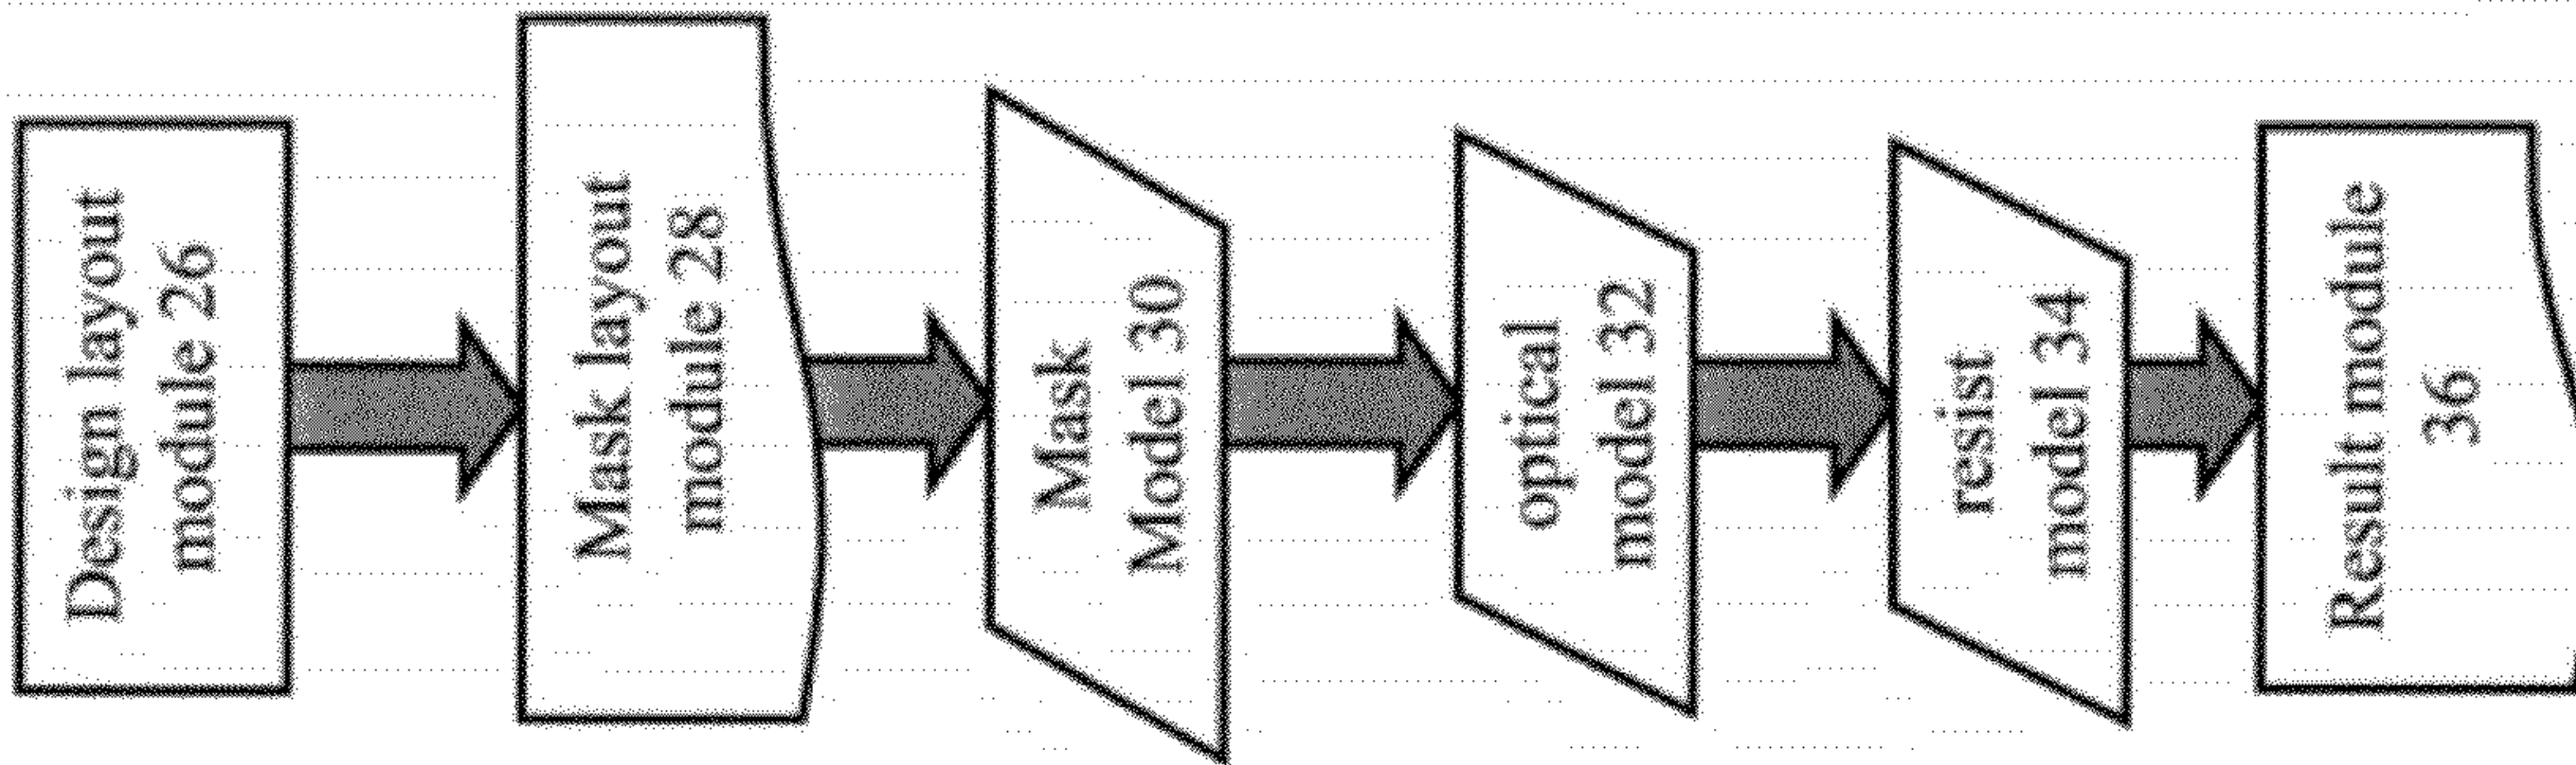 Design layout
module 26
Mask layout
module 28
Mask
Model 30
optical
model 32
resist
model 34
Result module
36